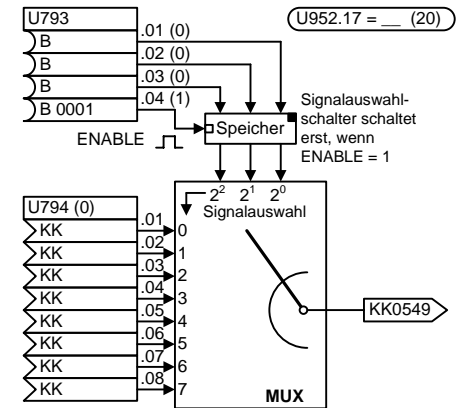 U793
U952.17 = __ (20)
B .01 (0)
B .02 (0)
B .03 (0)
B 0001 .04 (1)
ENABLE
Speicher
Signalauswahl-
schalter schaltet
erst, wenn
ENABLE = 1
2² 2¹ 2⁰
Signalauswahl
U794 (0)
KK .01 0
KK .02 1
KK .03 2
KK .04 3
KK .05 4
KK .06 5
KK .07 6
KK .08 7
KK0549
MUX